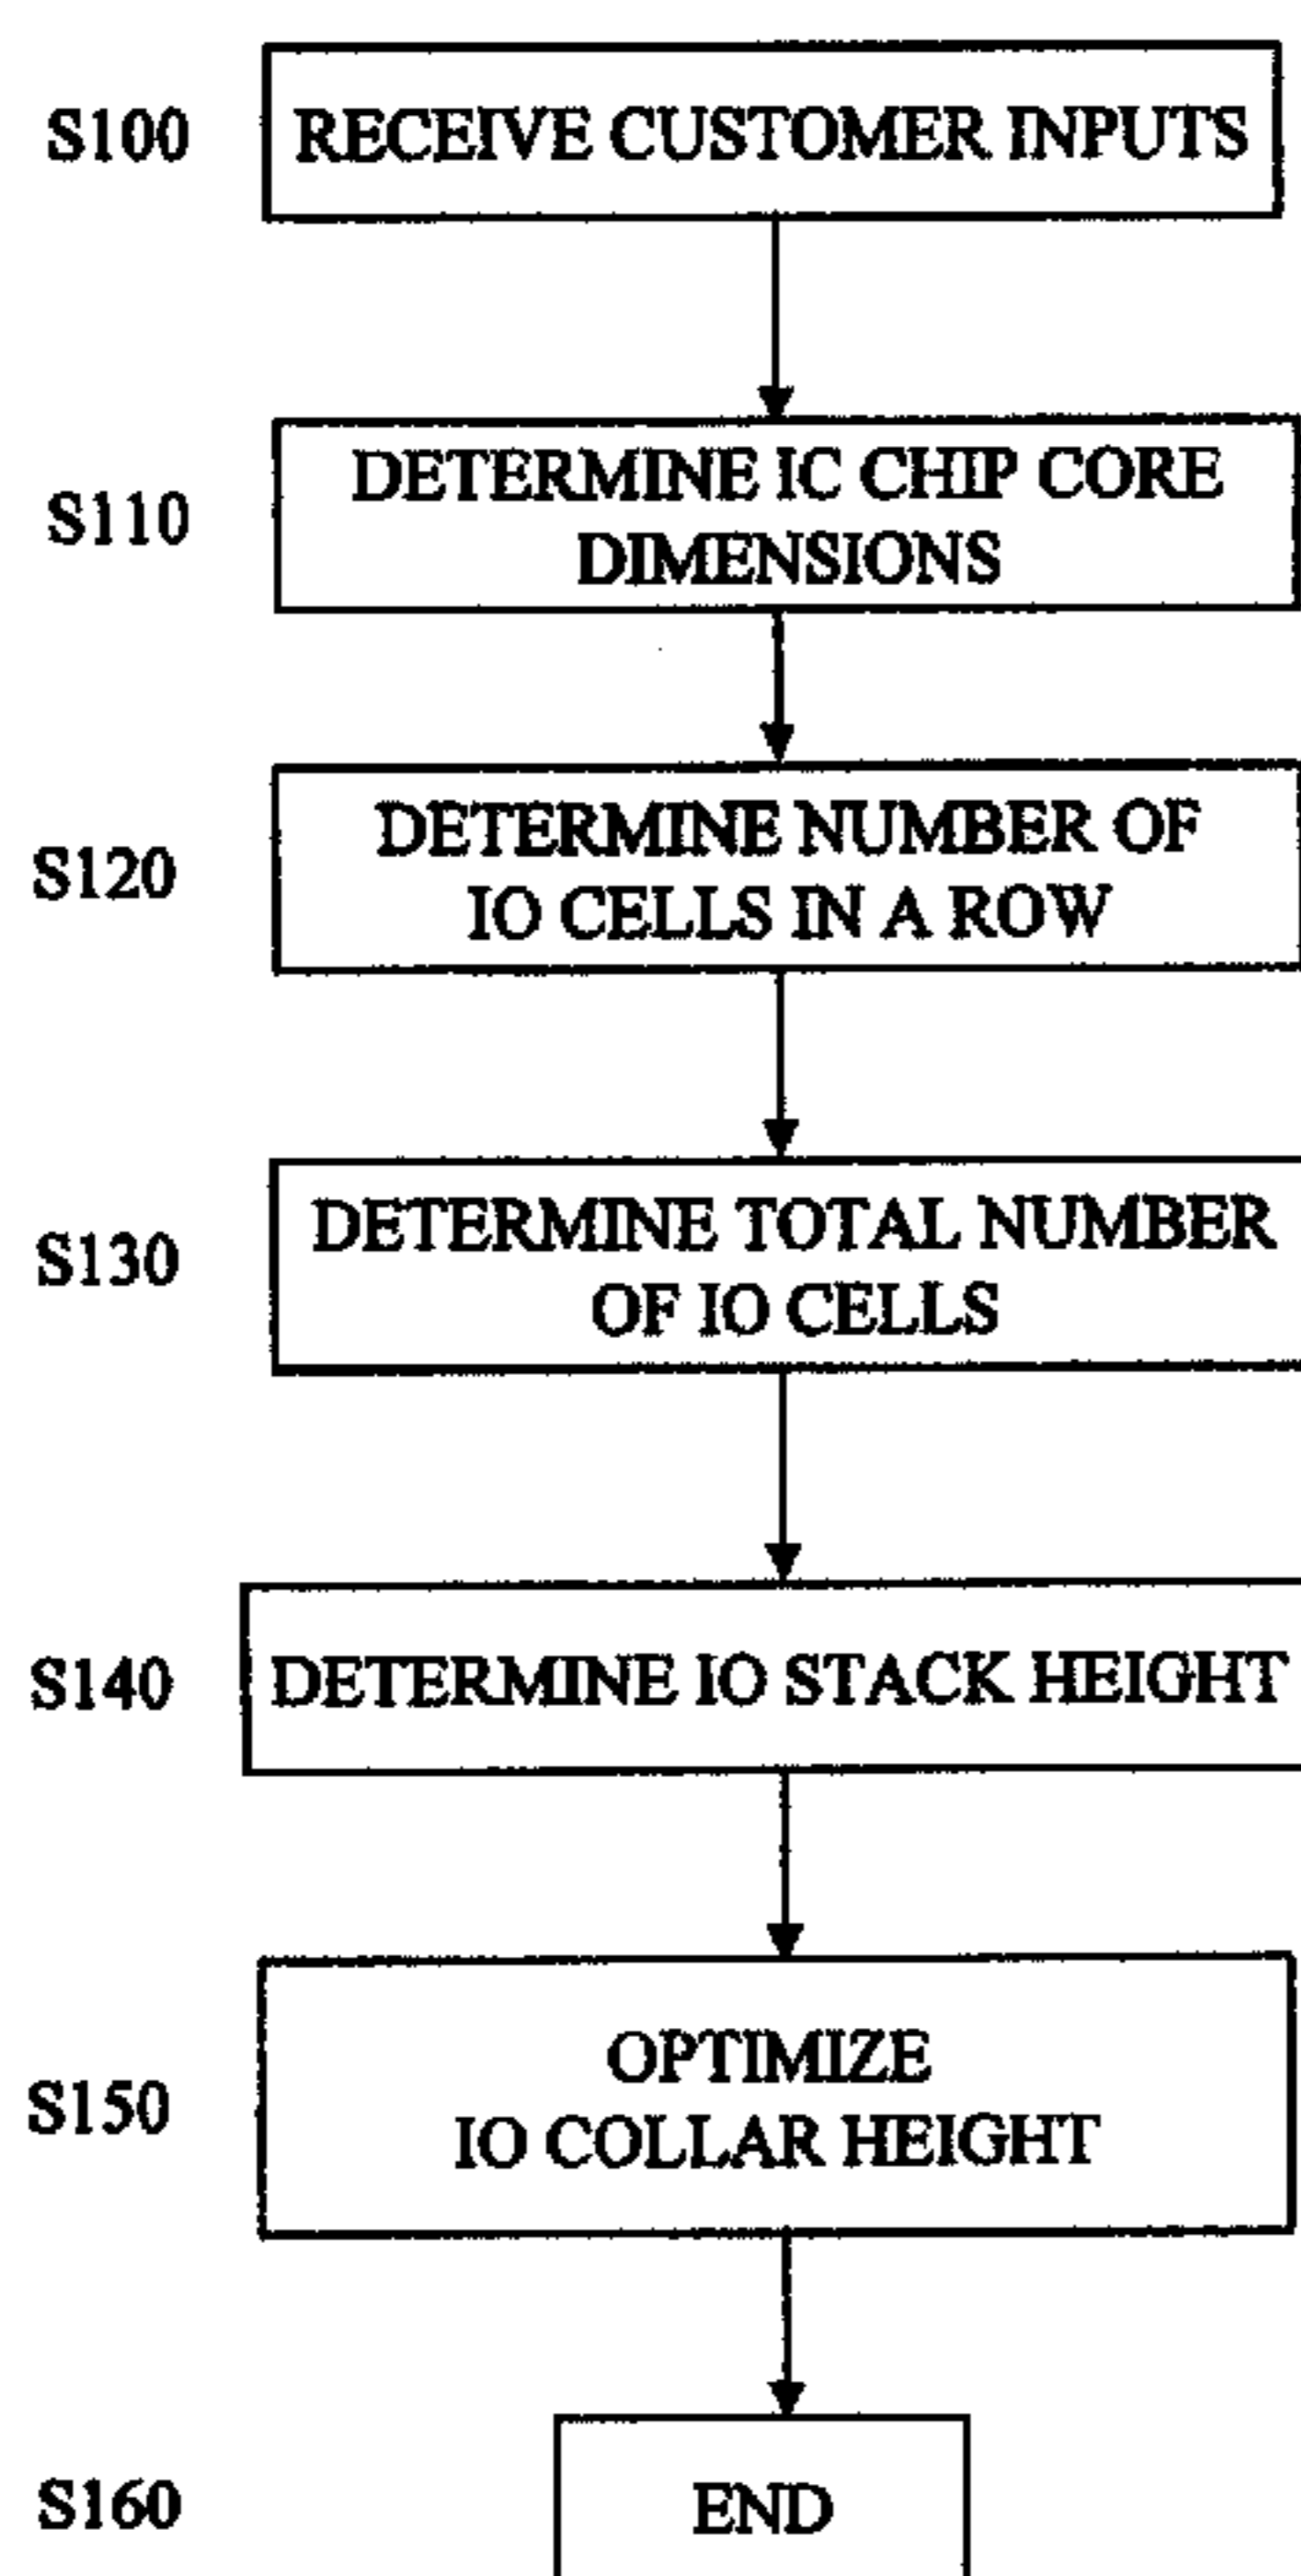 S100
RECEIVE CUSTOMER INPUTS
S110
DETERMINE IC CHIP CORE
DIMENSIONS
S120
DETERMINE NUMBER OF
IO CELLS IN A ROW
S130
DETERMINE TOTAL NUMBER
OF IO CELLS
S140
DETERMINE IO STACK HEIGHT
S150
OPTIMIZE
IO COLLAR HEIGHT
S160
END